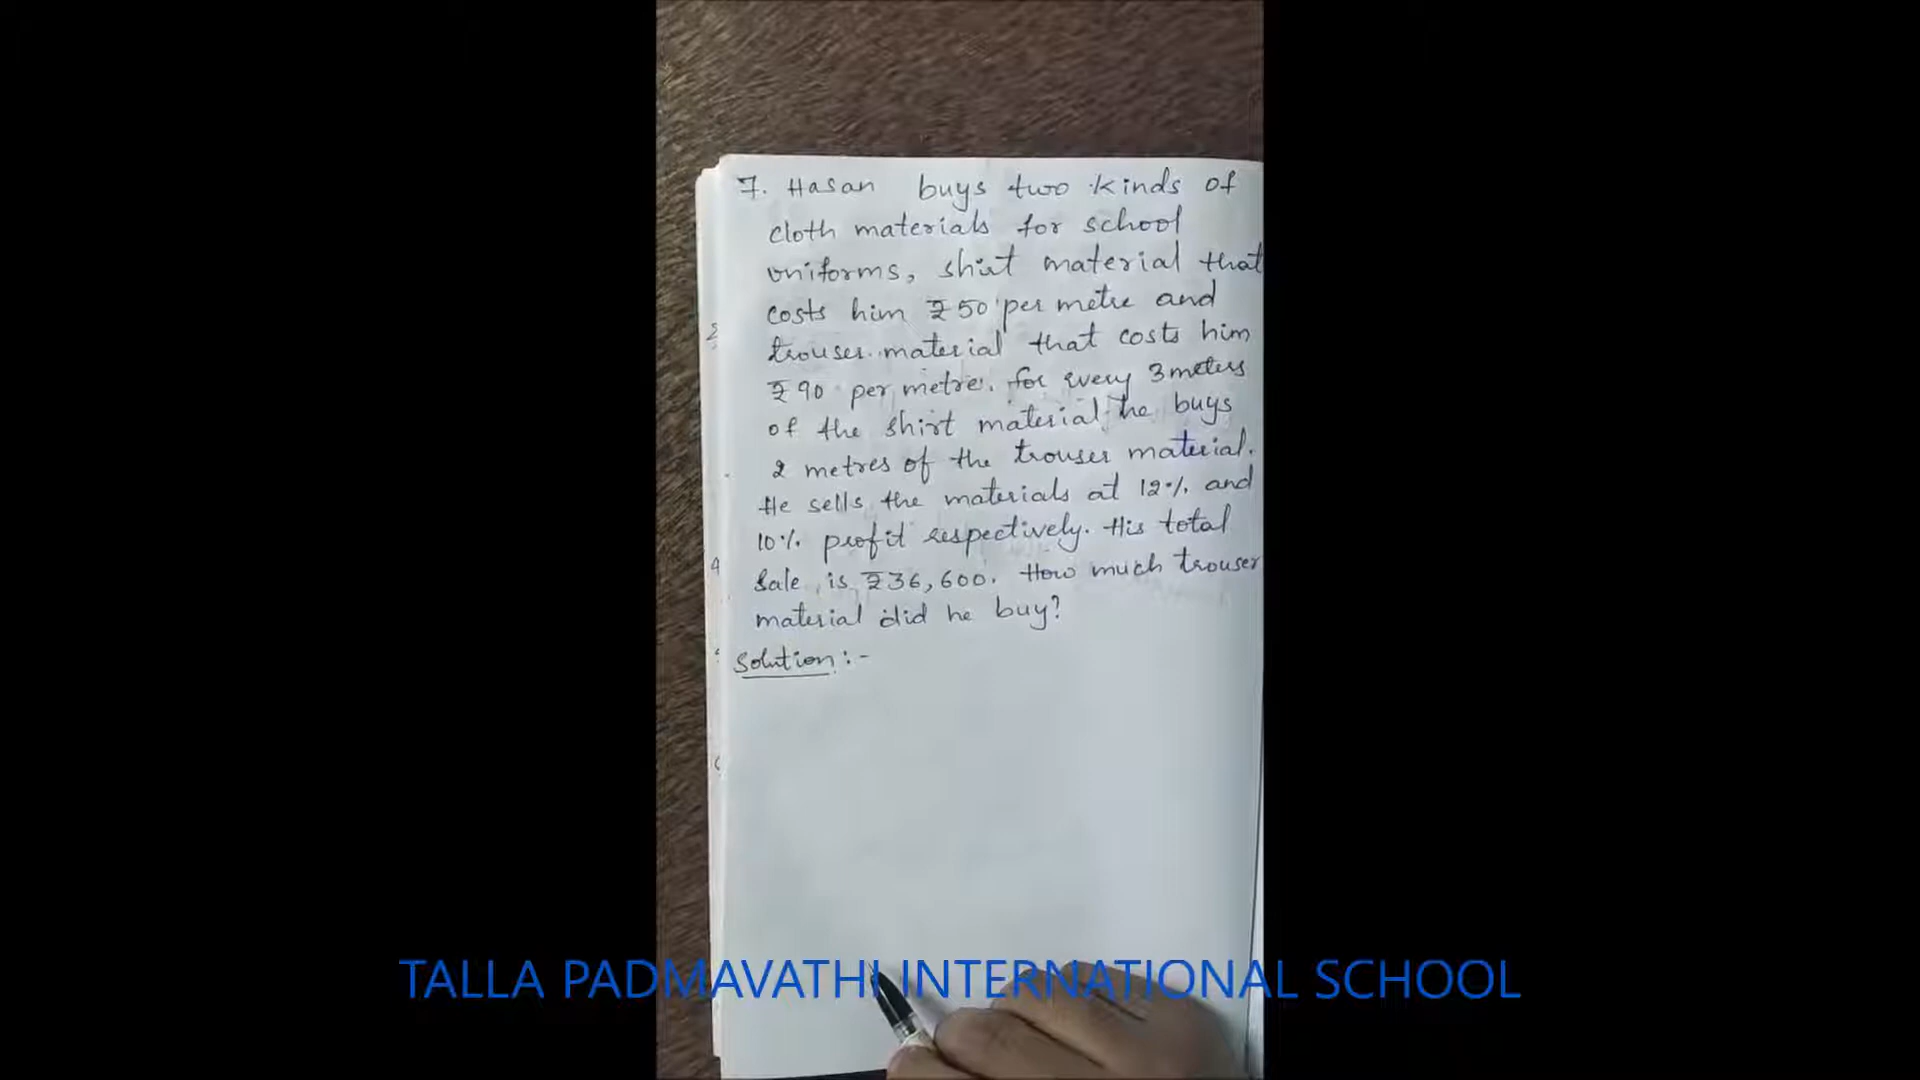 7. Hasan buys two kinds of
cloth materials for school
uniforms, shirt material that
costs him ₹50 per metre and
trouser material that costs him
₹90 per metre. For every 3 meters
of the shirt material he buys
2 metres of the trouser material.
He sells the materials at 12% and
10% profit respectively. His total
sale is ₹36,600. How much trouser
material did he buy?
Solution:-
TALLA PADMAVATHI INTERNATIONAL SCHOOL